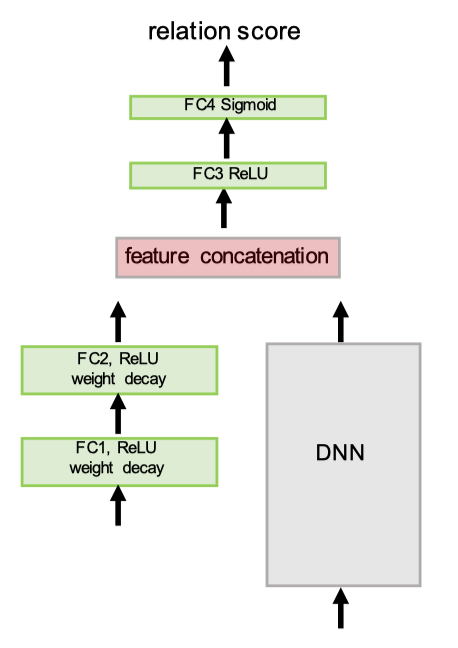 relation score
FC4 Sigmoid
FC3 ReLU
feature concatenation
FC2, ReLU
weight decay
FC1, ReLU
weight decay
DNN